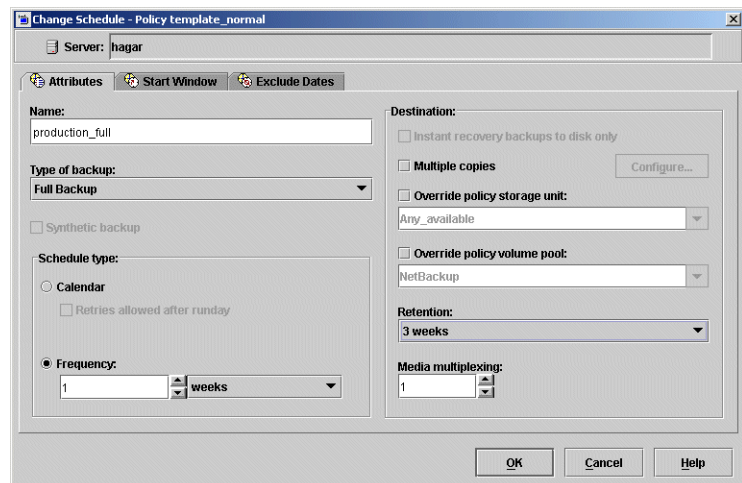 Change Schedule - Policy template_normal
Server: hagar
Attributes
Start Window
Exclude Dates
Name:
production_full
Type of backup:
Full Backup
Synthetic backup
Schedule type:
Calendar
Retries allowed after runday
Frequency:
1 weeks
Destination:
Instant recovery backups to disk only
Multiple copies Configure...
Override policy storage unit:
Any_available
Override policy volume pool:
NetBackup
Retention:
3 weeks
Media multiplexing:
1
OK Cancel Help